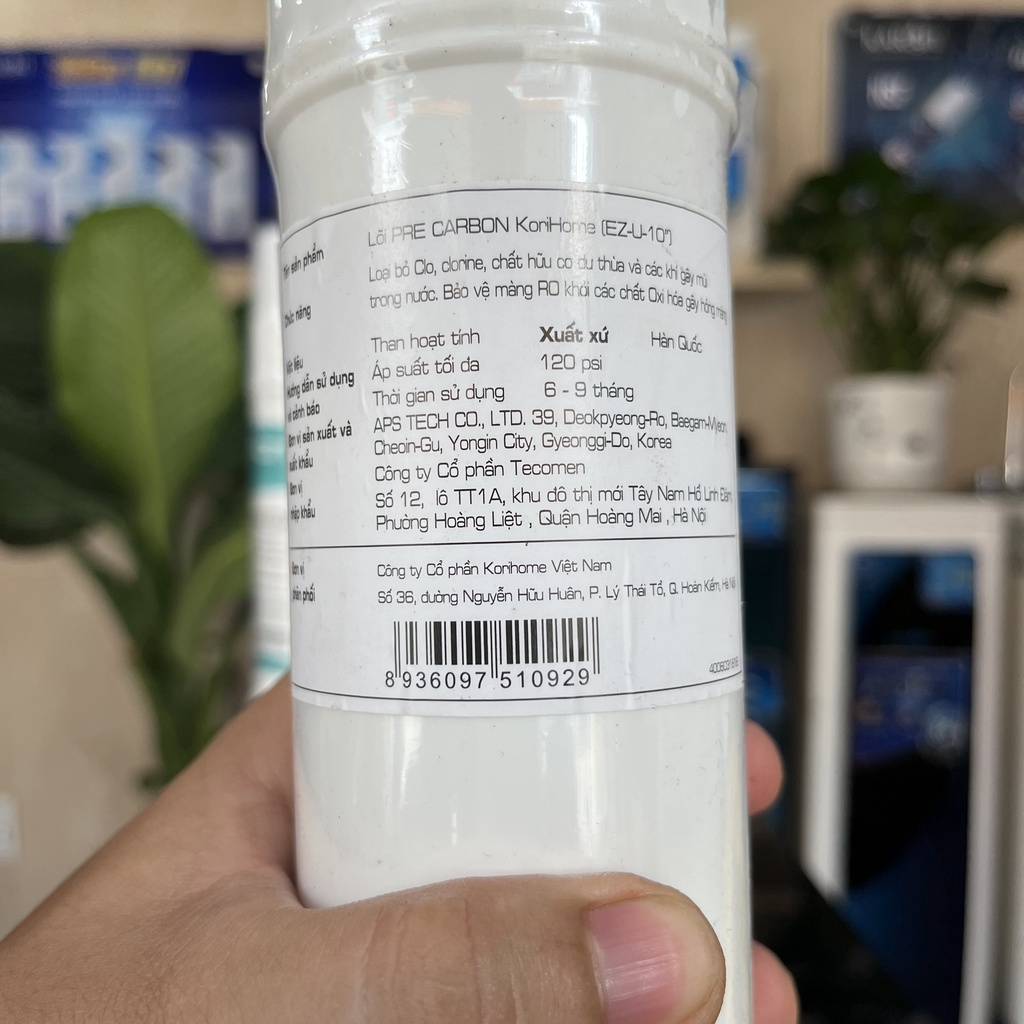 Tên sản phẩm Lõi PRE CARBON KoriHome (EZ-U-10")
Chức năng Loại bỏ Clo, clorine, chất hữu cơ dư thừa và các khí gây mùi
trong nước. Bảo vệ màng RO khỏi các chất Oxi hóa gây hỏng màng
Vật liệu Than hoạt tính Xuất xứ Hàn Quốc
Hướng dẫn sử dụng Áp suất tối đa 120 psi
và cảnh báo Thời gian sử dụng 6 - 9 tháng
Đơn vị sản xuất và APS TECH CO., LTD. 39, Deokpyeong-Ro, Baegam-Myeon,
xuất khẩu Cheoin-Gu, Yongin City, Gyeonggi-Do, Korea
Đơn vị Công ty Cổ phần Tecomen
nhập khẩu Số 12, lô TT1A, khu đô thị mới Tây Nam Hồ Linh Đàm,
Phường Hoàng Liệt , Quận Hoàng Mai , Hà Nội
Đơn vị Công ty Cổ phần Korihome Việt Nam
phân phối Số 36, đường Nguyễn Hữu Huân, P. Lý Thái Tổ, Q. Hoàn Kiếm, Hà Nội
8 936097 510929